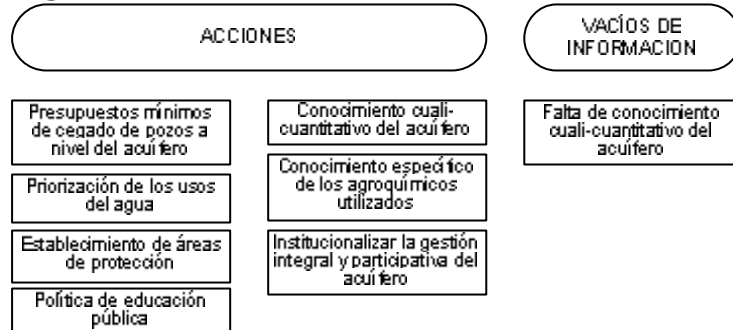 ACCIONES
VACÍOS DE
INFORMACION
Presupuestos mínimos
de cegado de pozos a
nivel del acuífero
Priorización de los usos
del agua
Establecimiento de áreas
de protección
Política de educación
pública
Conocimiento cuali-
cuantitativo del acuífero
Conocimiento específico
de los agroquímicos
utilizados
Institucionalizar la gestión
integral y participativa del
acuífero
Falta de conocimiento
cuali-cuantitativo del
acuífero